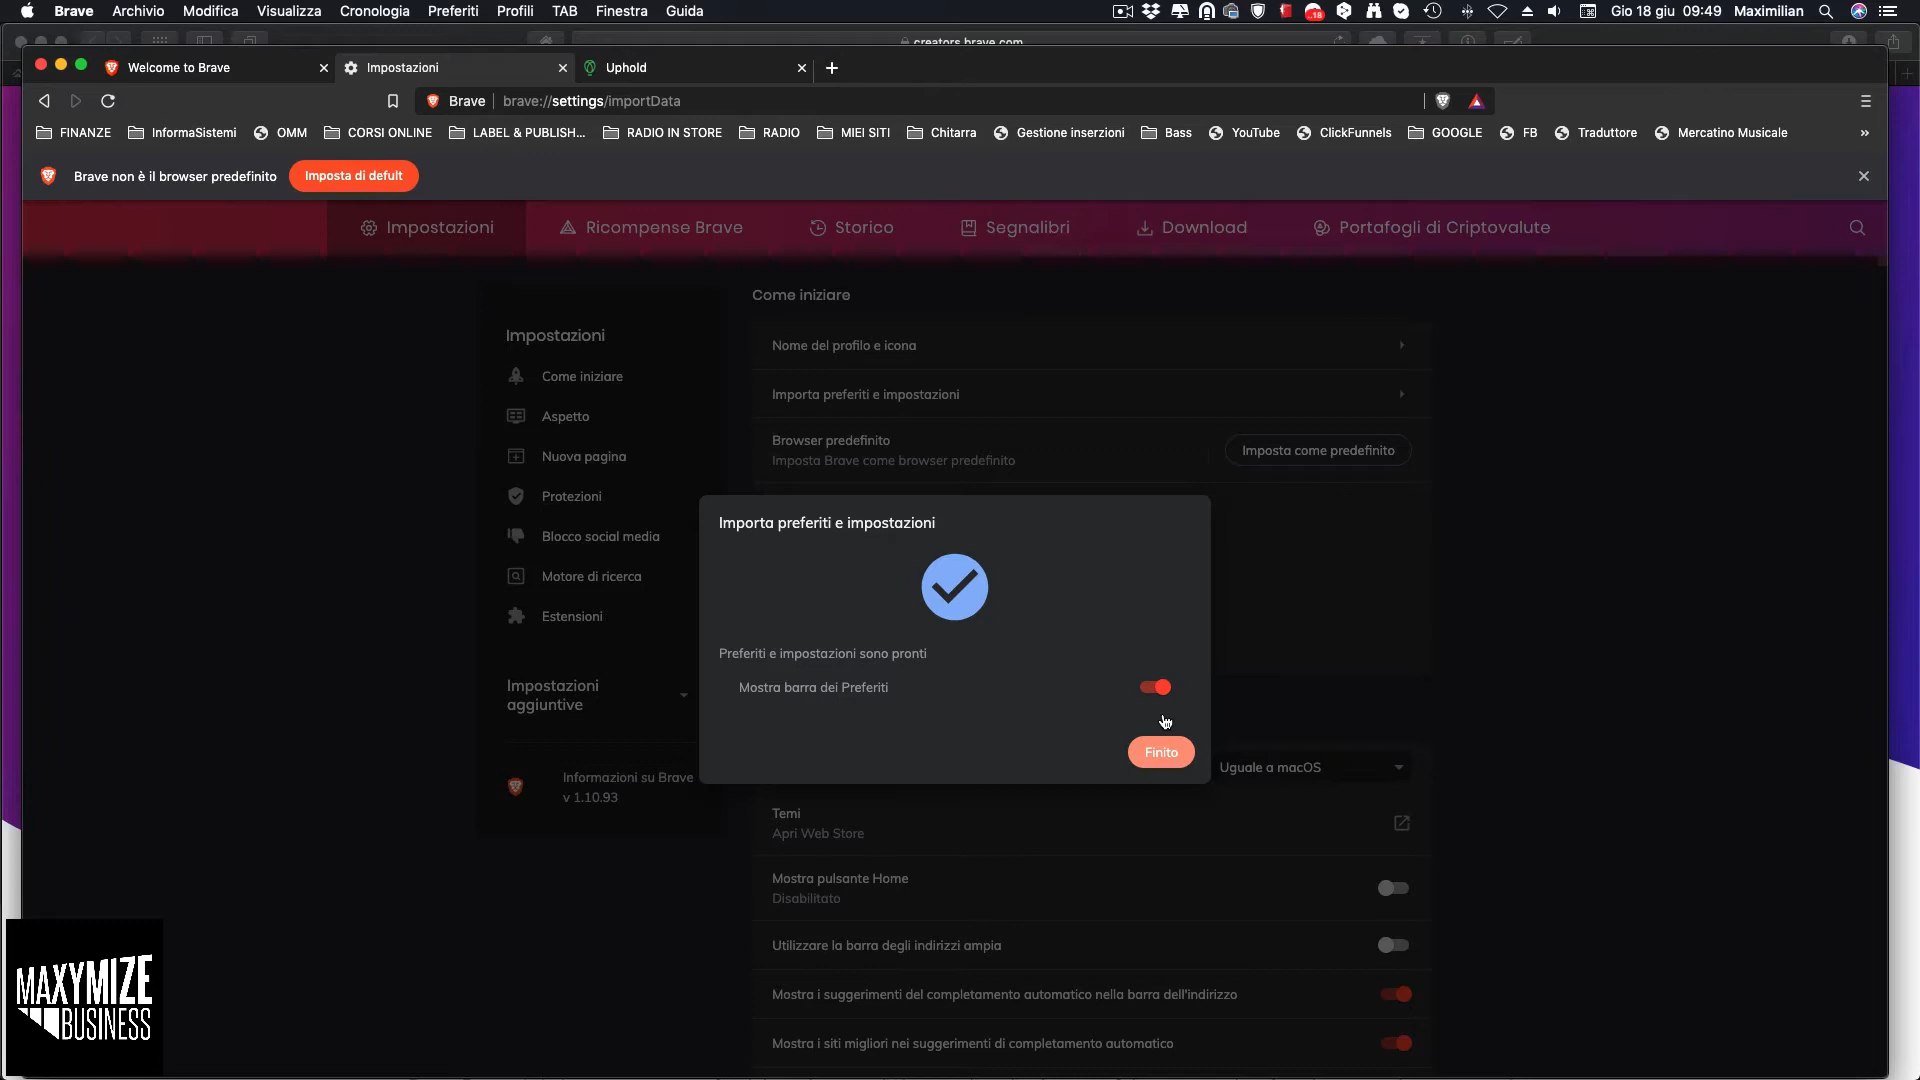 Brave Archivio Modifica Visualizza Cronologia Preferiti Profili TAB Finestra Guida 18 Gio 18 giu 09:49 Maximilian
creators.brave.com
Welcome to Brave Impostazioni Uphold
Brave brave://settings/importData
FINANZE InformaSistemi OMM CORSI ONLINE LABEL & PUBLISH... RADIO IN STORE RADIO MIEI SITI Chitarra Gestione inserzioni Bass YouTube ClickFunnels GOOGLE FB Traduttore Mercatino Musicale
Brave non è il browser predefinito Imposta di defult
Impostazioni Ricompense Brave Storico Segnalibri Download Portafogli di Criptovalute
Come iniziare
Impostazioni
Come iniziare
Aspetto
Nuova pagina
Protezioni
Blocco social media
Motore di ricerca
Estensioni
Impostazioni
aggiuntive
Informazioni su Brave
v 1.10.93
Nome del profilo e icona
Importa preferiti e impostazioni
Browser predefinito
Imposta Brave come browser predefinito
Imposta come predefinito
Importa preferiti e impostazioni
Preferiti e impostazioni sono pronti
Mostra barra dei Preferiti
Finito
Uguale a macOS
Temi
Apri Web Store
Mostra pulsante Home
Disabilitato
Utilizzare la barra degli indirizzi ampia
Mostra i suggerimenti del completamento automatico nella barra dell'indirizzo
Mostra i siti migliori nei suggerimenti di completamento automatico
MAXYMIZE
BUSINESS